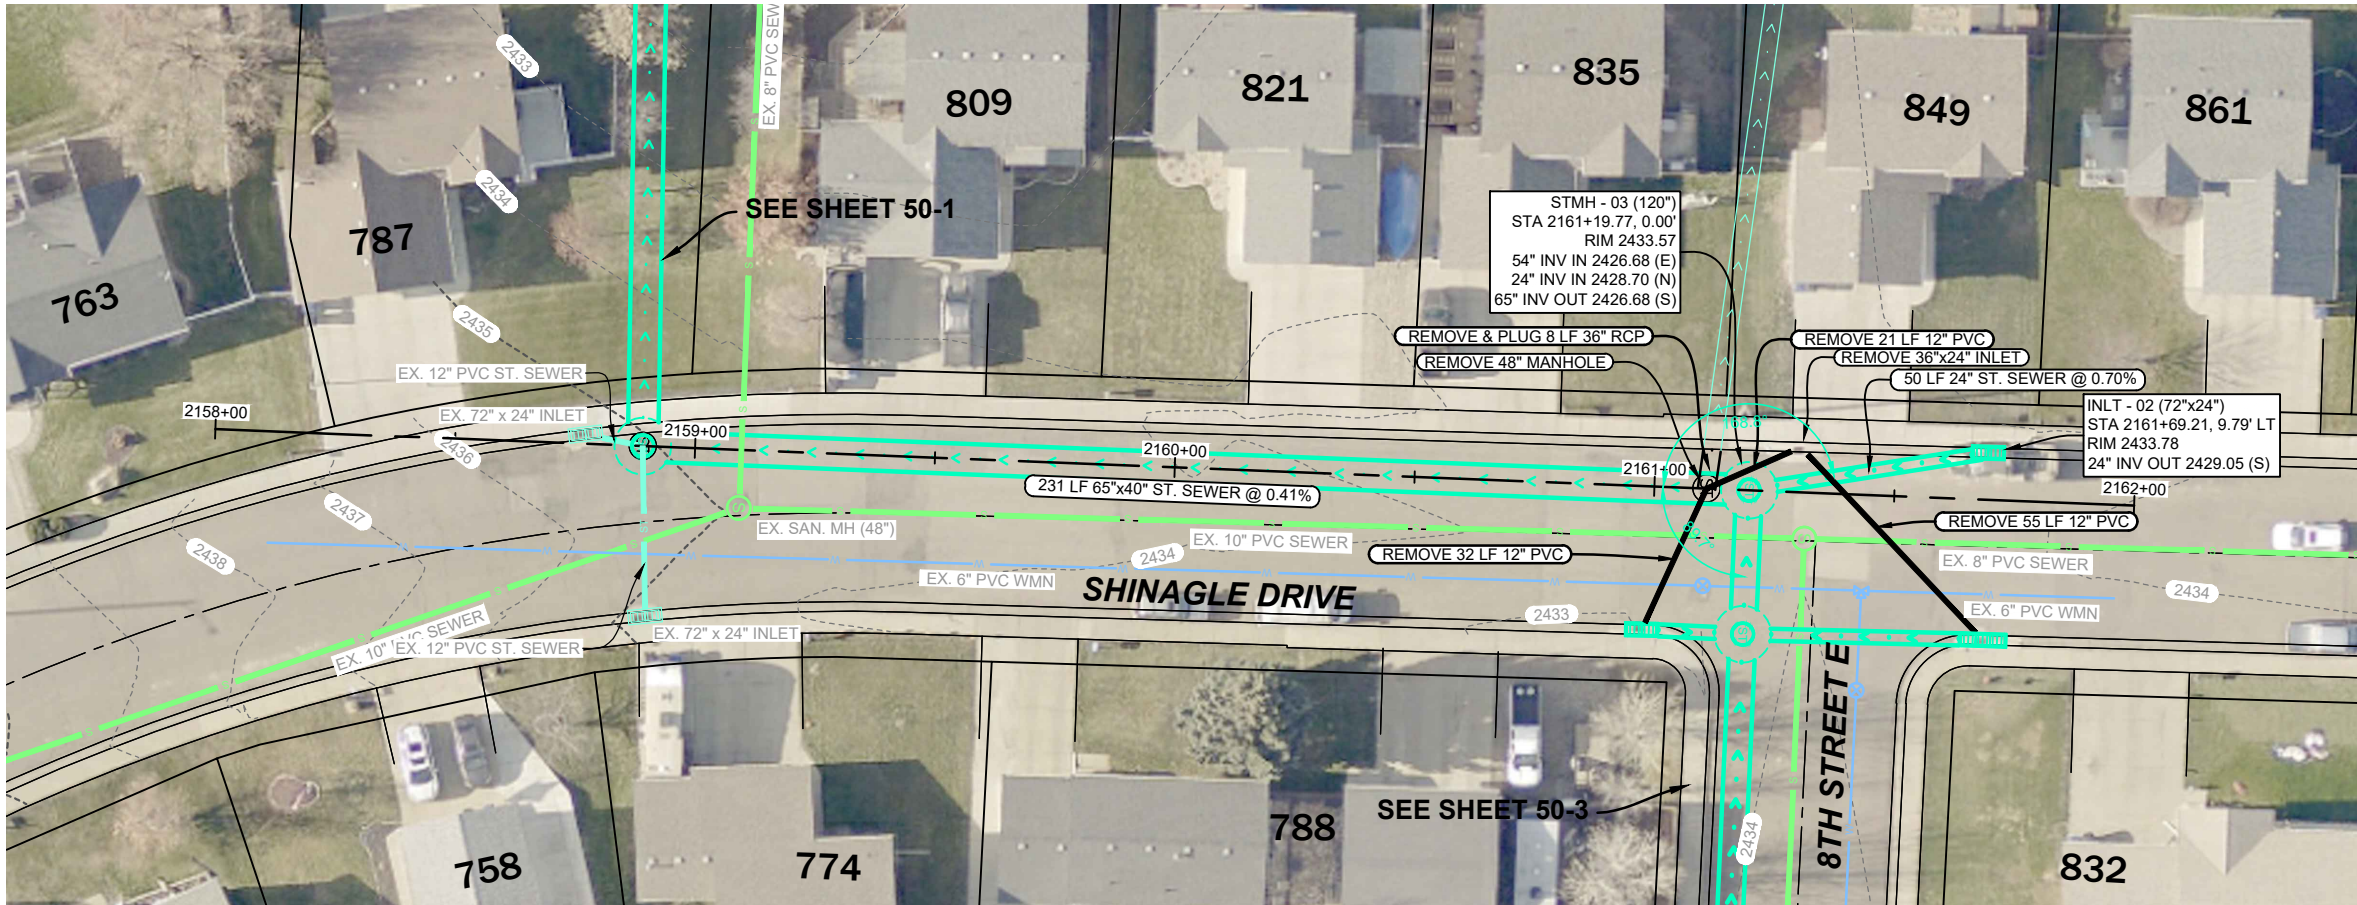 2433
EX. 8" PVC SEW
809
821
835
849
861
2434
787
SEE SHEET 50-1
763
2435
STMH - 03 (120")
STA 2161+19.77, 0.00'
RIM 2433.57
54" INV IN 2426.68 (E)
24" INV IN 2428.70 (N)
65" INV OUT 2426.68 (S)
REMOVE & PLUG 8 LF 36" RCP
REMOVE 48" MANHOLE
REMOVE 21 LF 12" PVC
REMOVE 36"x24" INLET
50 LF 24" ST. SEWER @ 0.70%
INLT - 02 (72"x24")
STA 2161+69.21, 9.79' LT
RIM 2433.78
24" INV OUT 2429.05 (S)
EX. 12" PVC ST. SEWER
2158+00
EX. 72" x 24" INLET
2159+00
2436
2160+00
2161+00
2162+00
168.8°
231 LF 65"x40" ST. SEWER @ 0.41%
REMOVE 55 LF 12" PVC
2437
2438
EX. SAN. MH (48")
EX. 10" PVC SEWER
2434
REMOVE 32 LF 12" PVC
EX. 8" PVC SEWER
EX. 6" PVC WMN
SHINAGLE DRIVE
2433
2434
EX. 6" PVC WMN
EX. 10" PVC SEWER
EX. 12" PVC ST. SEWER
EX. 72" x 24" INLET
8TH STREET E
SEE SHEET 50-3
2434
758
774
788
832